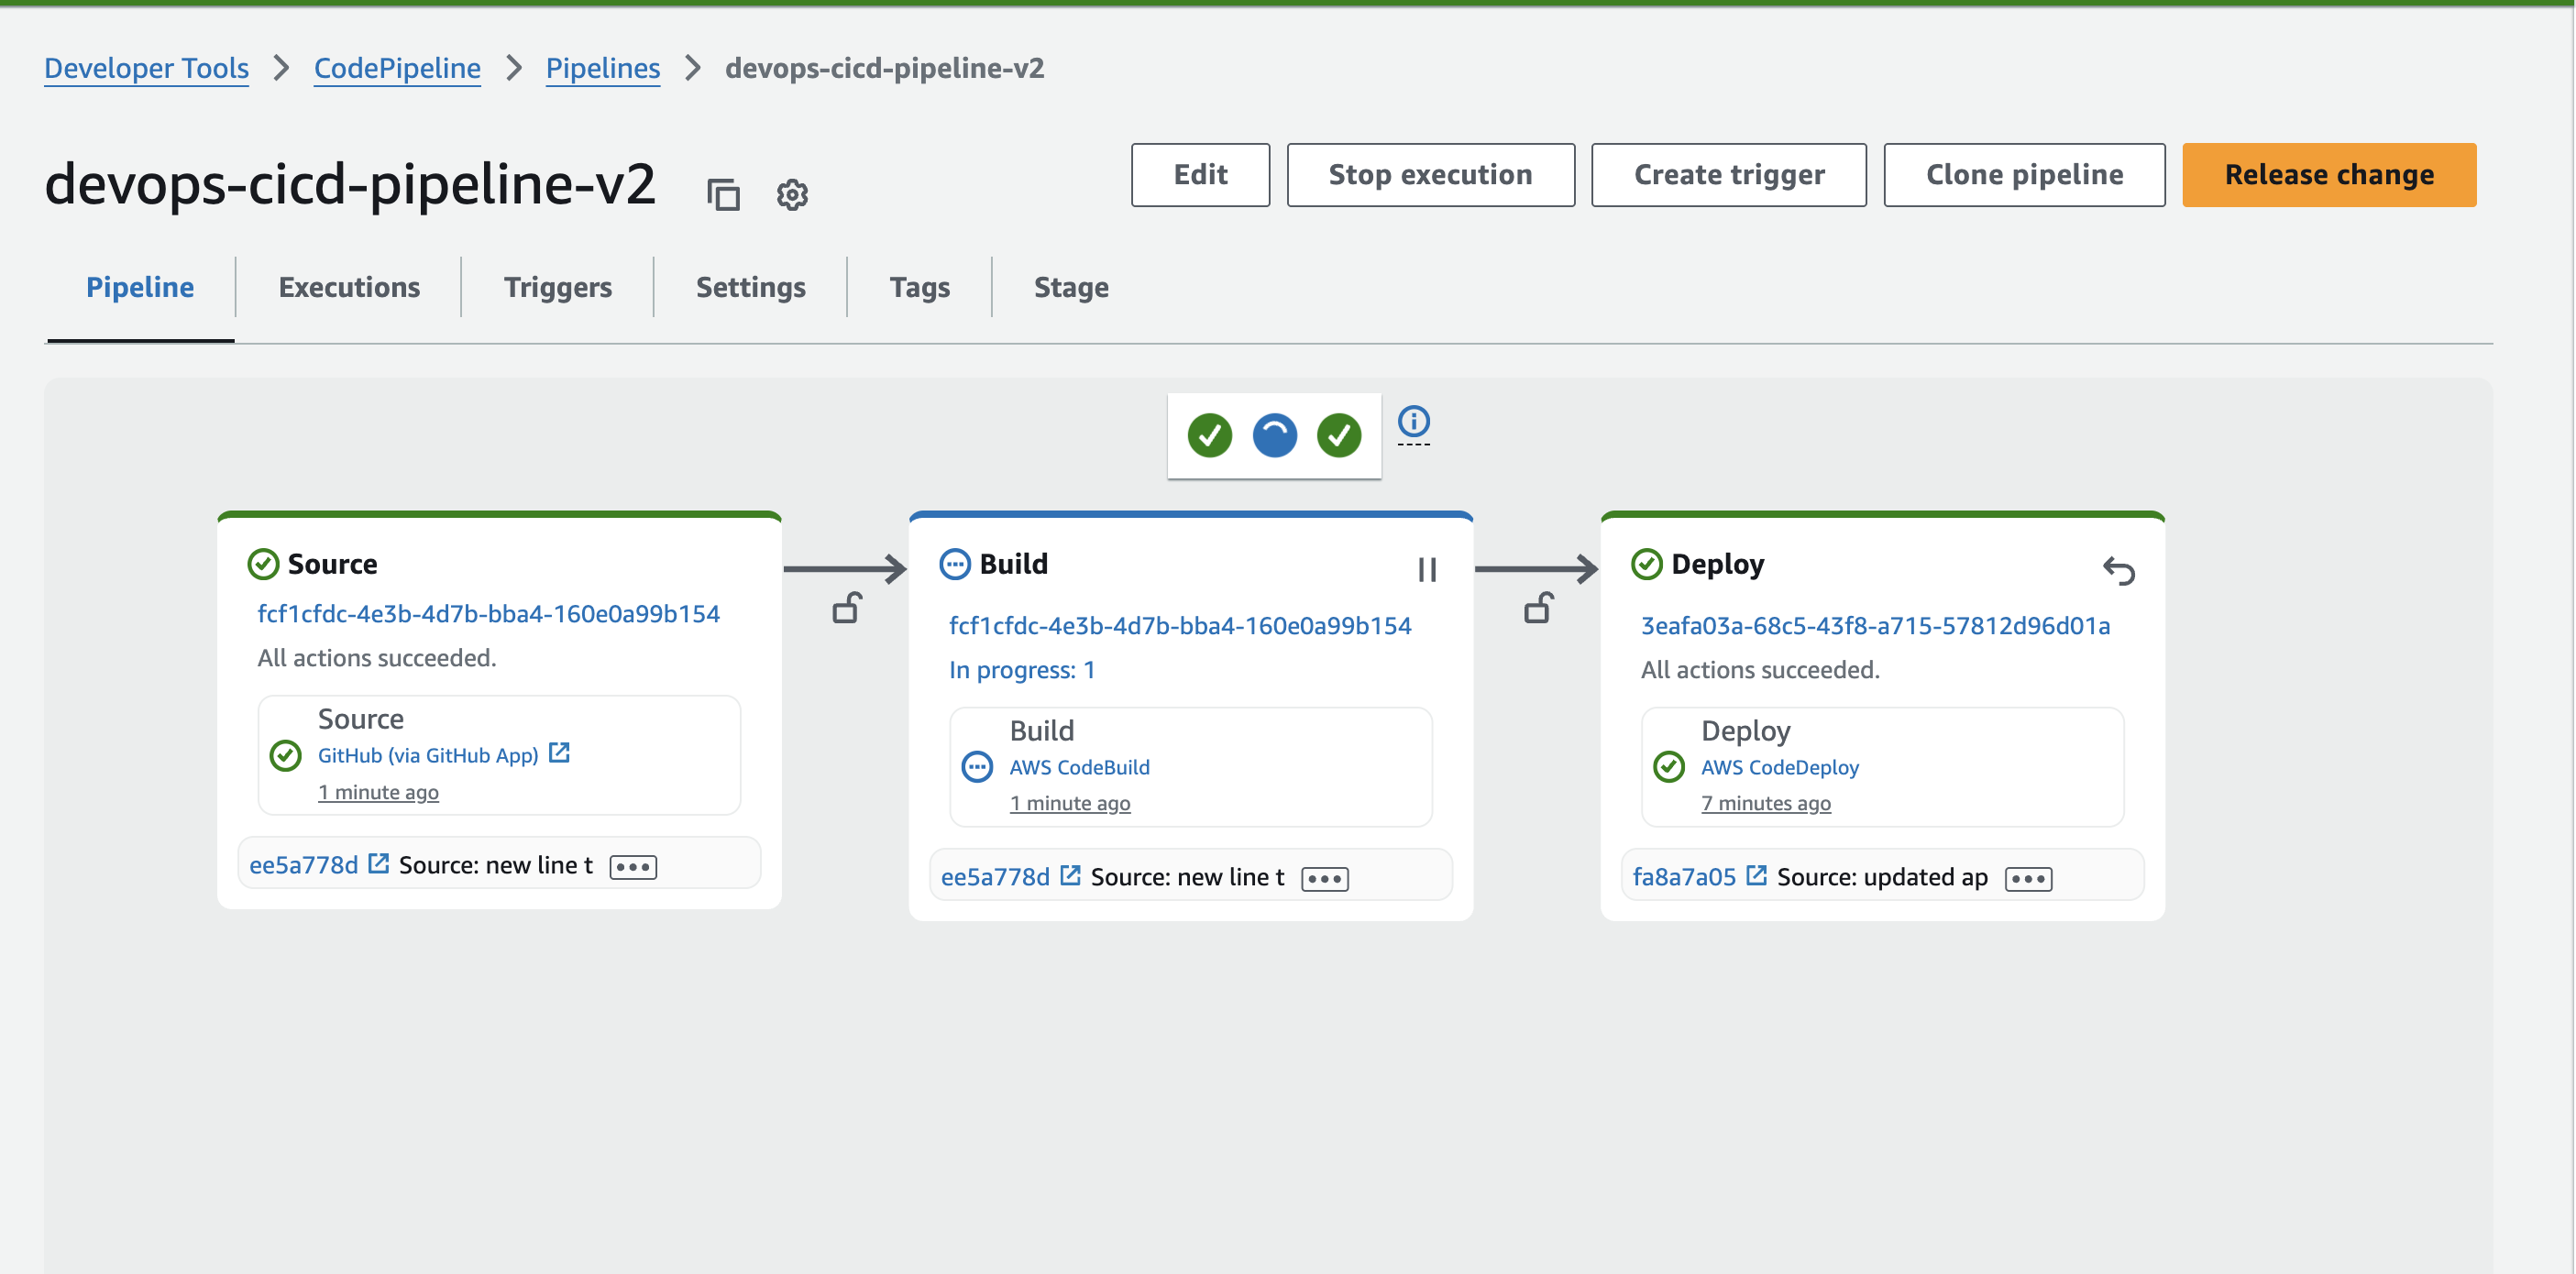 Developer Tools > CodePipeline > Pipelines > devops-cicd-pipeline-v2
devops-cicd-pipeline-v2
Edit
Stop execution
Create trigger
Clone pipeline
Release change
Pipeline
Executions
Triggers
Settings
Tags
Stage
Source
fcf1cfdc-4e3b-4d7b-bba4-160e0a99b154
All actions succeeded.
Source
GitHub (via GitHub App)
1 minute ago
ee5a778d Source: new line t
Build
fcf1cfdc-4e3b-4d7b-bba4-160e0a99b154
In progress: 1
Build
AWS CodeBuild
1 minute ago
ee5a778d Source: new line t
Deploy
3eafa03a-68c5-43f8-a715-57812d96d01a
All actions succeeded.
Deploy
AWS CodeDeploy
7 minutes ago
fa8a7a05 Source: updated ap